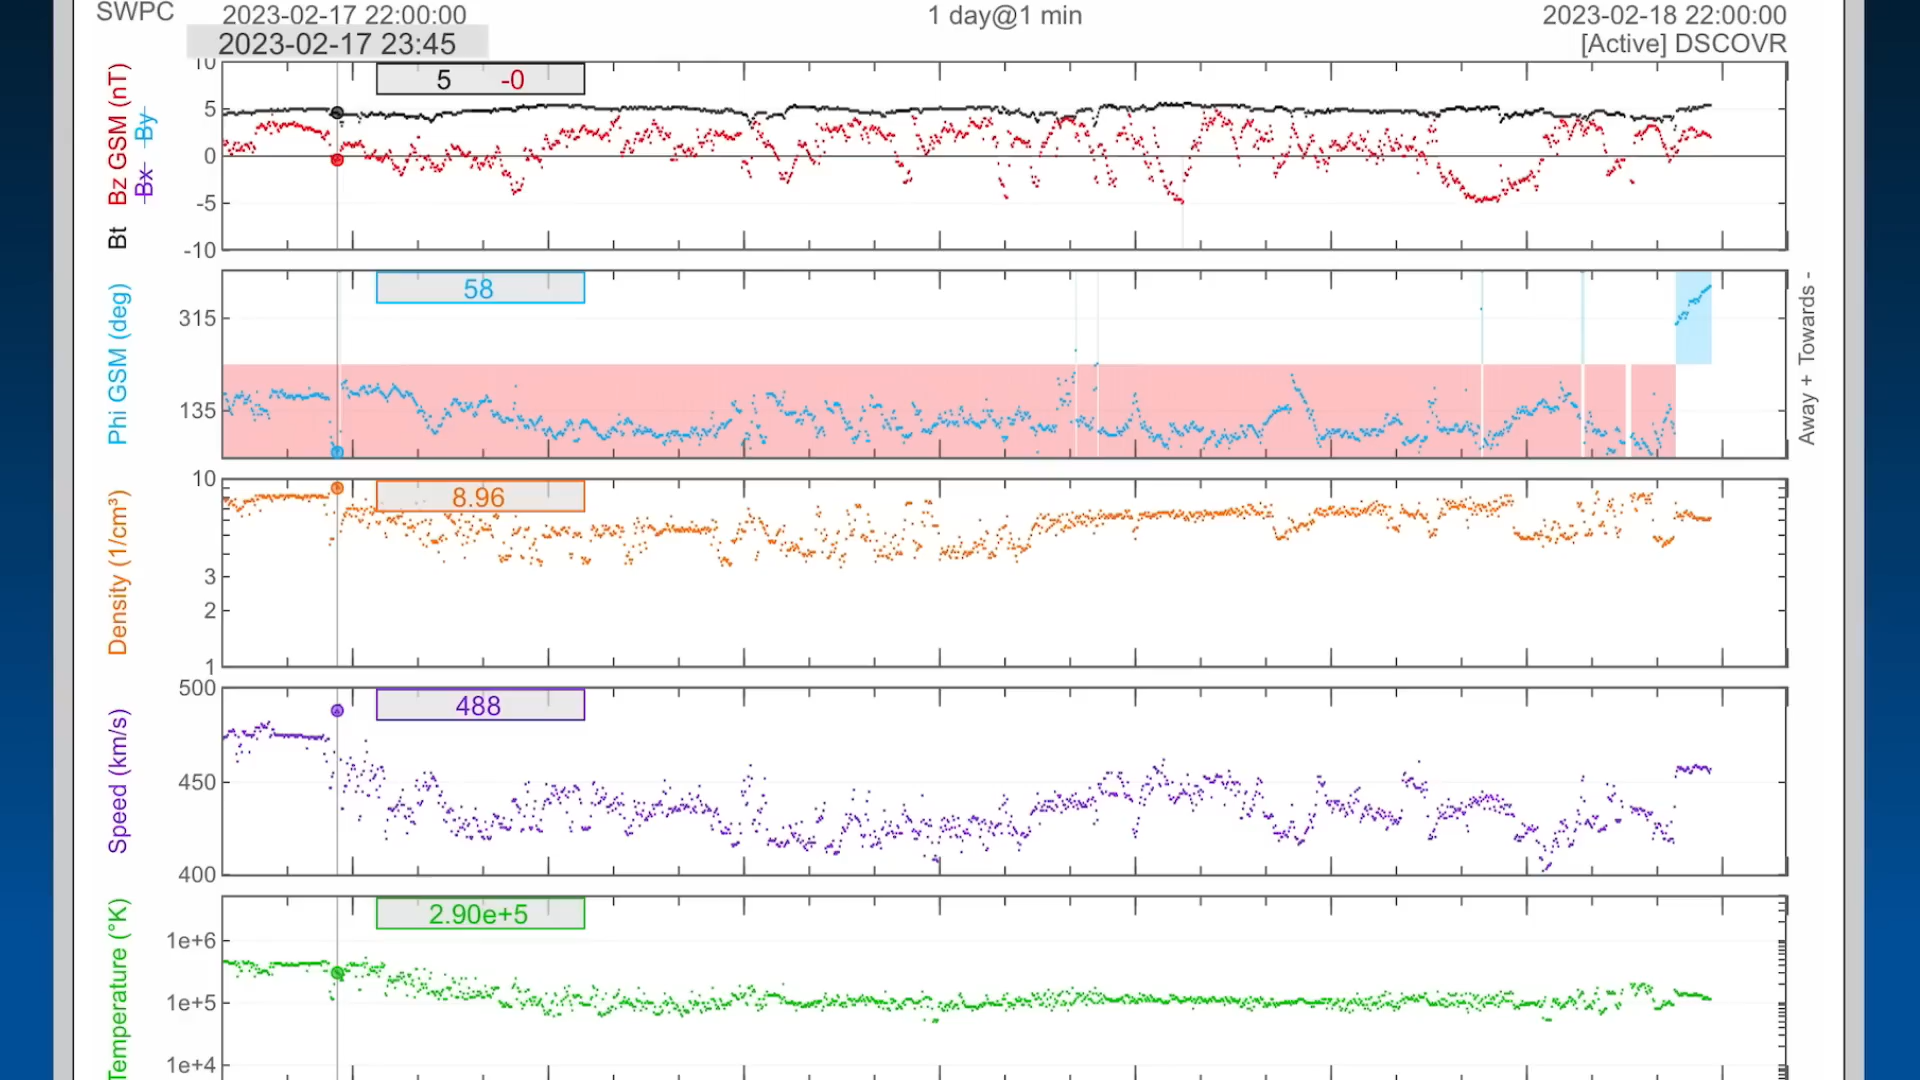 SWPC 2023-02-17 22:00:00 1 day@1 min 2023-02-18 22:00:00
2023-02-17 23:45 [Active] DSCOVR
Bt Bz GSM (nT)
Bx By
10
5
0
-5
-10
5 -0
Phi GSM (deg)
315
135
58
Away + Towards -
Density (1/cm³)
10
3
2
1
8.96
Speed (km/s)
500
450
400
488
Temperature (°K)
1e+6
1e+5
1e+4
2.90e+5